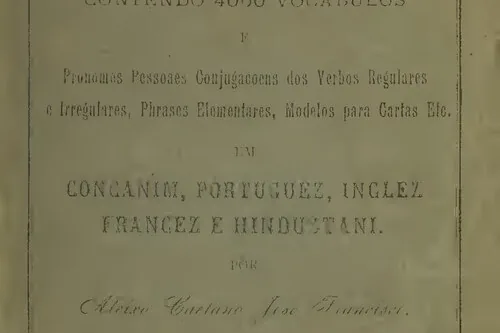 CONTENDO 4000 VOCABULOS
E
Pronomes Pessoaes Conjugacoens dos Verbos Regulares
e Irregulares, Phrases Elementares, Modelos para Cartas Etc.
EM
CONCANIM, PORTUGUEZ, INGLEZ
FRANCEZ E HINDUSTANI.
POR
Aleixo Caetano José Francisco.